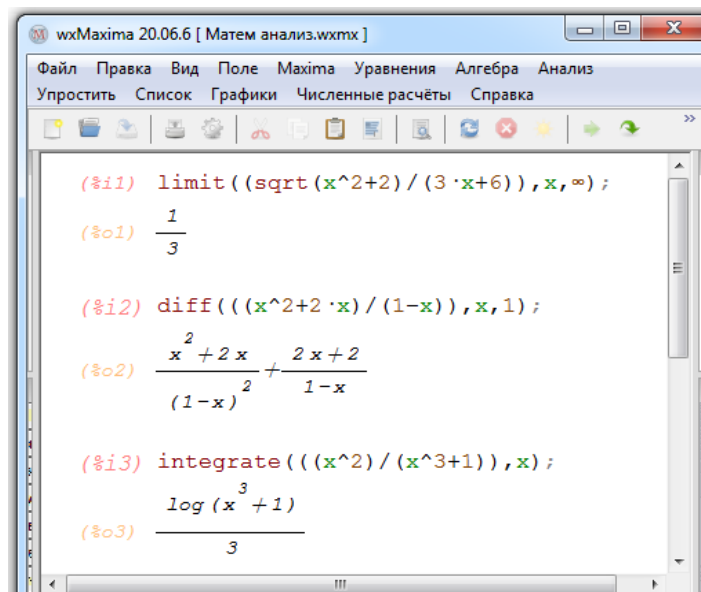 wxMaxima 20.06.6 [ Матем анализ.wxmx ]
Файл Правка Вид Поле Maxima Уравнения Алгебра Анализ
Упростить Список Графики Численные расчёты Справка
(%i1) limit((sqrt(x^2+2)/(3·x+6)),x,∞);
(%o1) 1/3
(%i2) diff(((x^2+2·x)/(1-x)),x,1);
(%o2) (x^2+2x)/(1-x)^2+(2x+2)/(1-x)
(%i3) integrate(((x^2)/(x^3+1)),x);
(%o3) log(x^3+1)/3